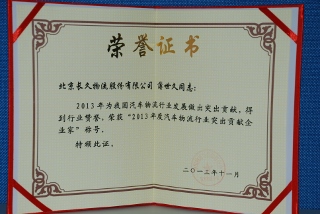 荣誉证书
北京长久物流股份有限公司 薄世久同志:
2013年为我国汽车物流行业发展做出突出贡献,得
到行业赞誉,荣获“2013年度汽车物流行业突出贡献企
业家”称号。
特颁此证。
二〇一三年十一月